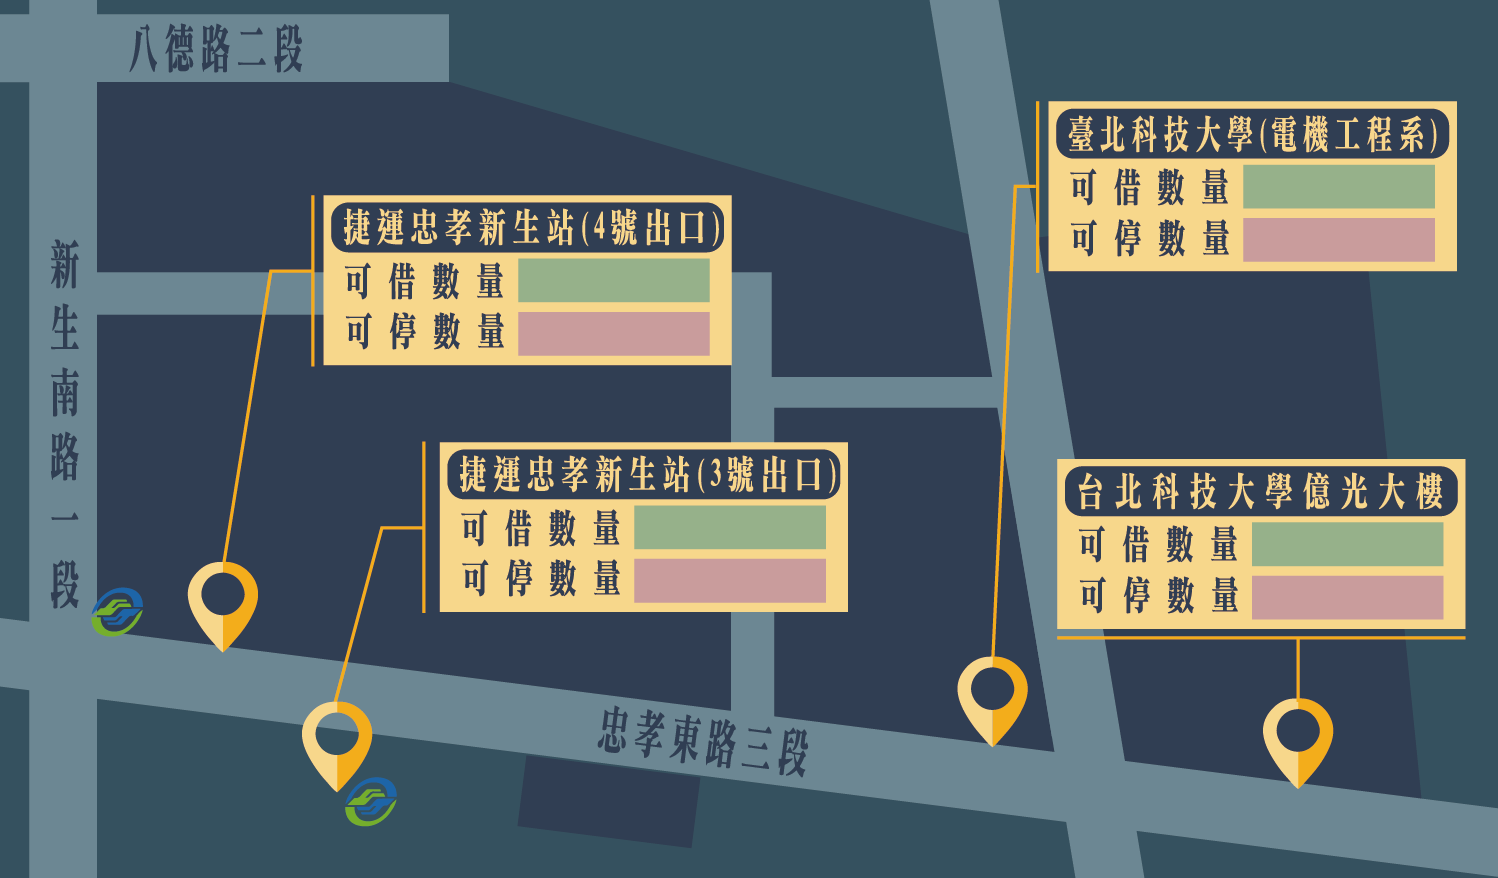 八德路二段
新生南路一段
捷運忠孝新生站(4號出口)
可借數量
可停數量
臺北科技大學(電機工程系)
可借數量
可停數量
捷運忠孝新生站(3號出口)
可借數量
可停數量
台北科技大學億光大樓
可借數量
可停數量
忠孝東路三段